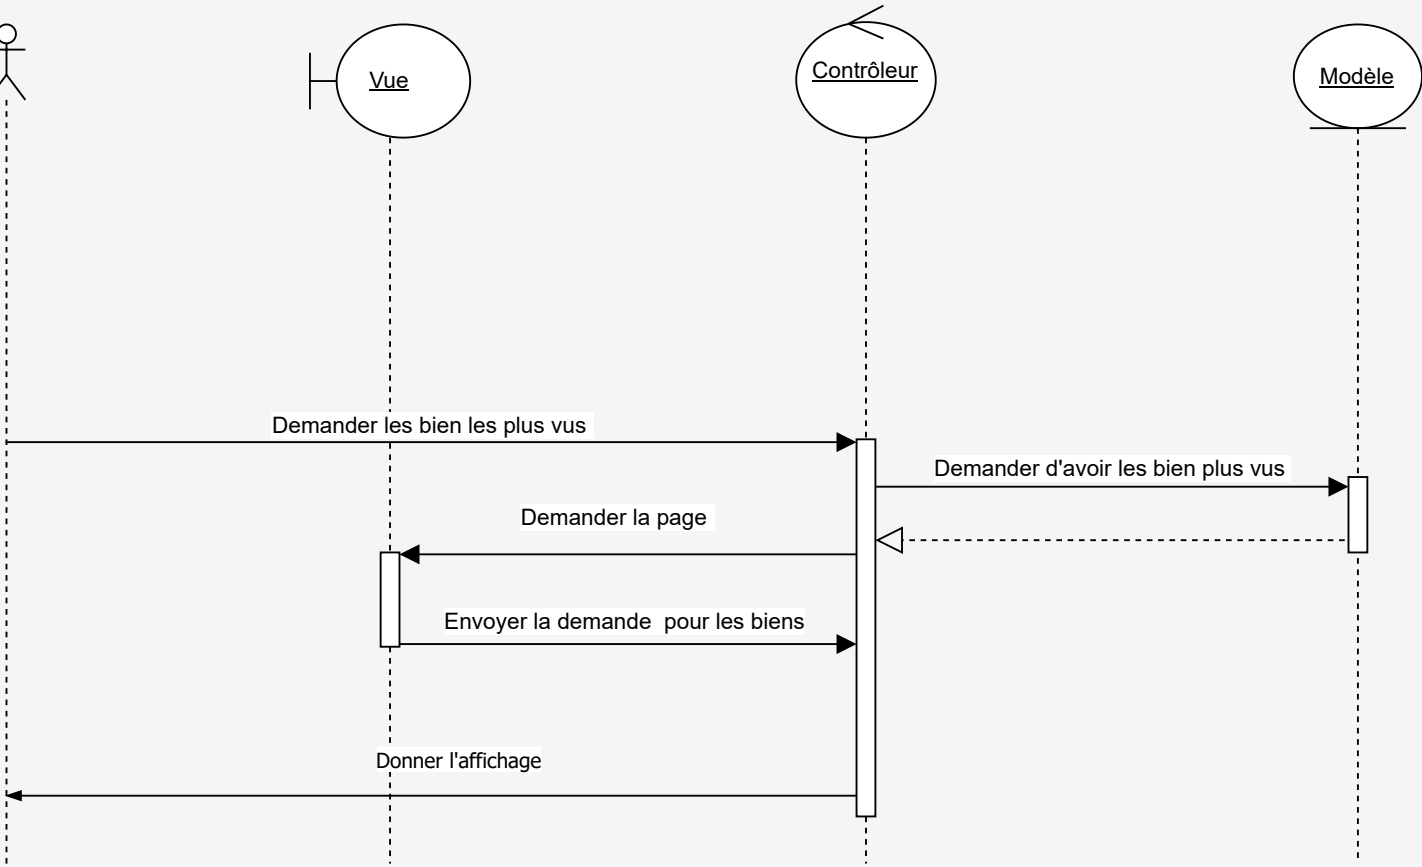 Vue
Contrôleur
Modèle
Demander les bien les plus vus
Demander d'avoir les bien plus vus
Demander la page
Envoyer la demande  pour les biens
Donner l'affichage